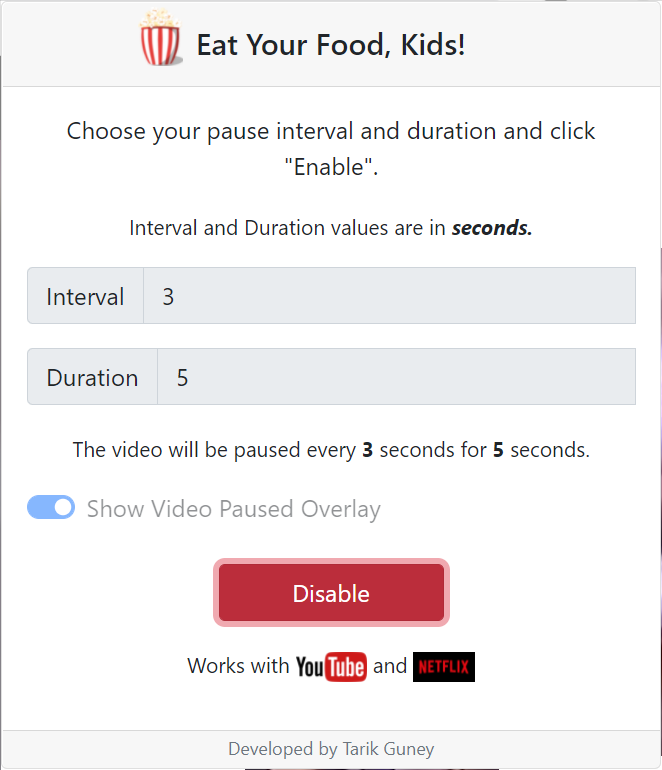 Eat Your Food, Kids!
Choose your pause interval and duration and click
"Enable".
Interval and Duration values are in seconds.
Interval 3
Duration 5
The video will be paused every 3 seconds for 5 seconds.
Show Video Paused Overlay
Disable
Works with YouTube and NETFLIX
Developed by Tarik Guney